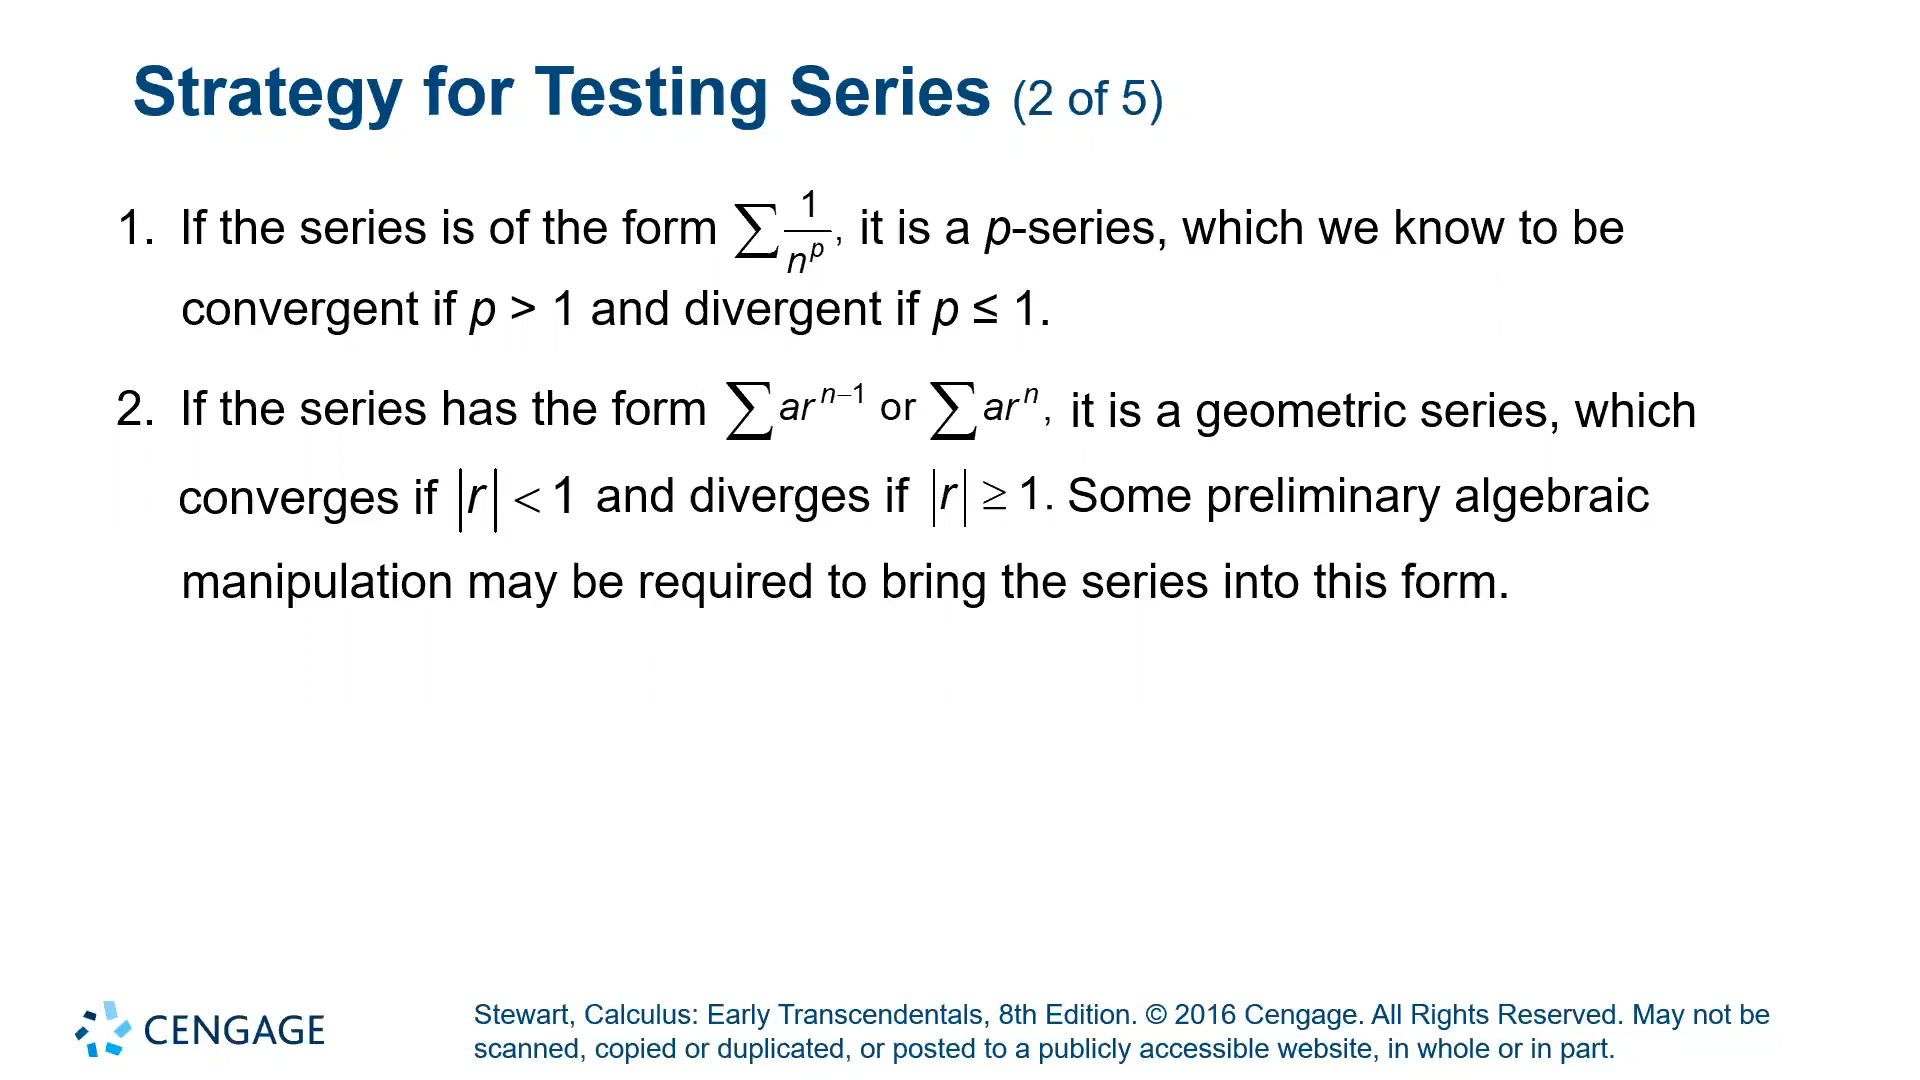 Strategy for Testing Series (2 of 5)
1. If the series is of the form ∑ 1/n^p, it is a p-series, which we know to be
convergent if p > 1 and divergent if p ≤ 1.
2. If the series has the form ∑ ar^(n−1) or ∑ ar^n, it is a geometric series, which
converges if |r| < 1 and diverges if |r| ≥ 1. Some preliminary algebraic
manipulation may be required to bring the series into this form.
CENGAGE
Stewart, Calculus: Early Transcendentals, 8th Edition. © 2016 Cengage. All Rights Reserved. May not be
scanned, copied or duplicated, or posted to a publicly accessible website, in whole or in part.